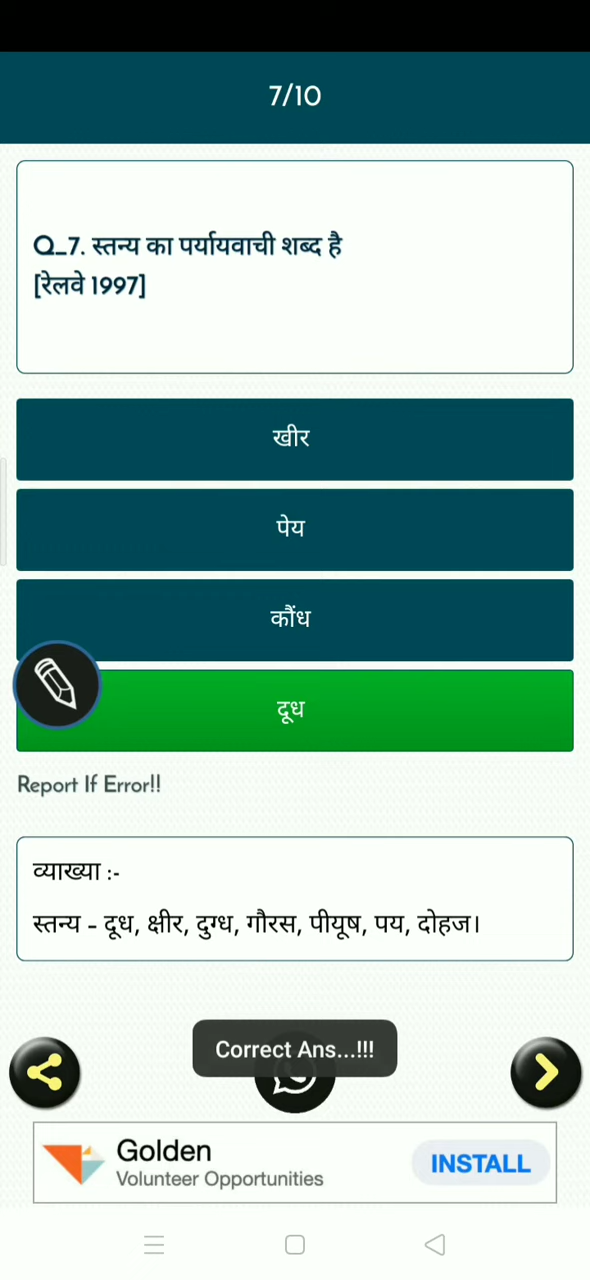 7/10
Q_7. स्तन्य का पर्यायवाची शब्द है
[रेलवे 1997]
खीर
पेय
कौंध
दूध
Report If Error!!
व्याख्या :-
स्तन्य - दूध, क्षीर, दुग्ध, गौरस, पीयूष, पय, दोहज।
Correct Ans...!!!
Golden
Volunteer Opportunities
INSTALL